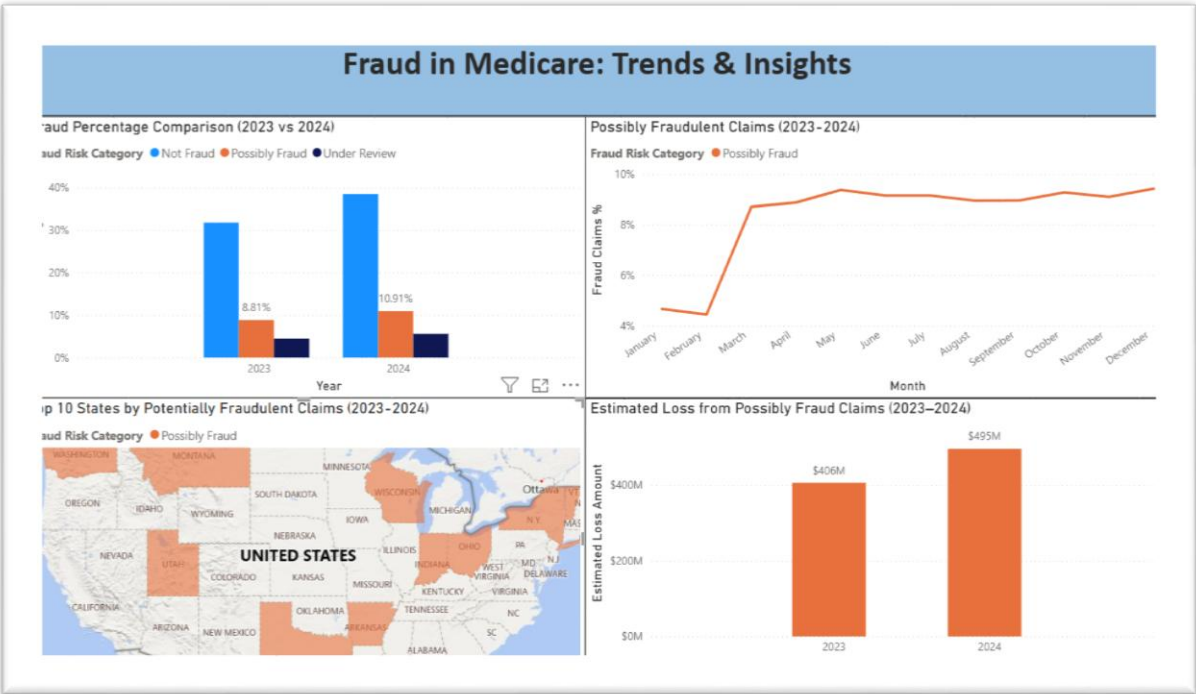 Fraud in Medicare: Trends & Insights
raud Percentage Comparison (2023 vs 2024)
aud Risk Category Not Fraud Possibly Fraud Under Review
40%
30%
20%
10%
0%
8.81%
10.91%
2023 2024
Year
Possibly Fraudulent Claims (2023-2024)
Fraud Risk Category Possibly Fraud
Fraud Claims %
10%
8%
6%
4%
January February March April May June July August September October November December
Month
op 10 States by Potentially Fraudulent Claims (2023-2024)
aud Risk Category Possibly Fraud
WASHINGTON
MONTANA
MINNESOTA
OREGON
IDAHO
WYOMING
SOUTH DAKOTA
WISCONSIN
MICHIGAN
Ottawa
VT
N
N.Y.
MAS
IOWA
NEBRASKA
NEVADA
UTAH
UNITED STATES
COLORADO
KANSAS
MISSOURI
ILLINOIS
INDIANA
OHIO
PA
N J
MD
DELAWARE
WEST
VIRGINIA
VIRGINIA
KENTUCKY
CALIFORNIA
ARIZONA
NEW MEXICO
OKLAHOMA
ARKANSAS
TENNESSEE
NC
SC
ALABAMA
Estimated Loss from Possibly Fraud Claims (2023–2024)
Estimated Loss Amount
$400M
$200M
$0M
$406M
$495M
2023 2024